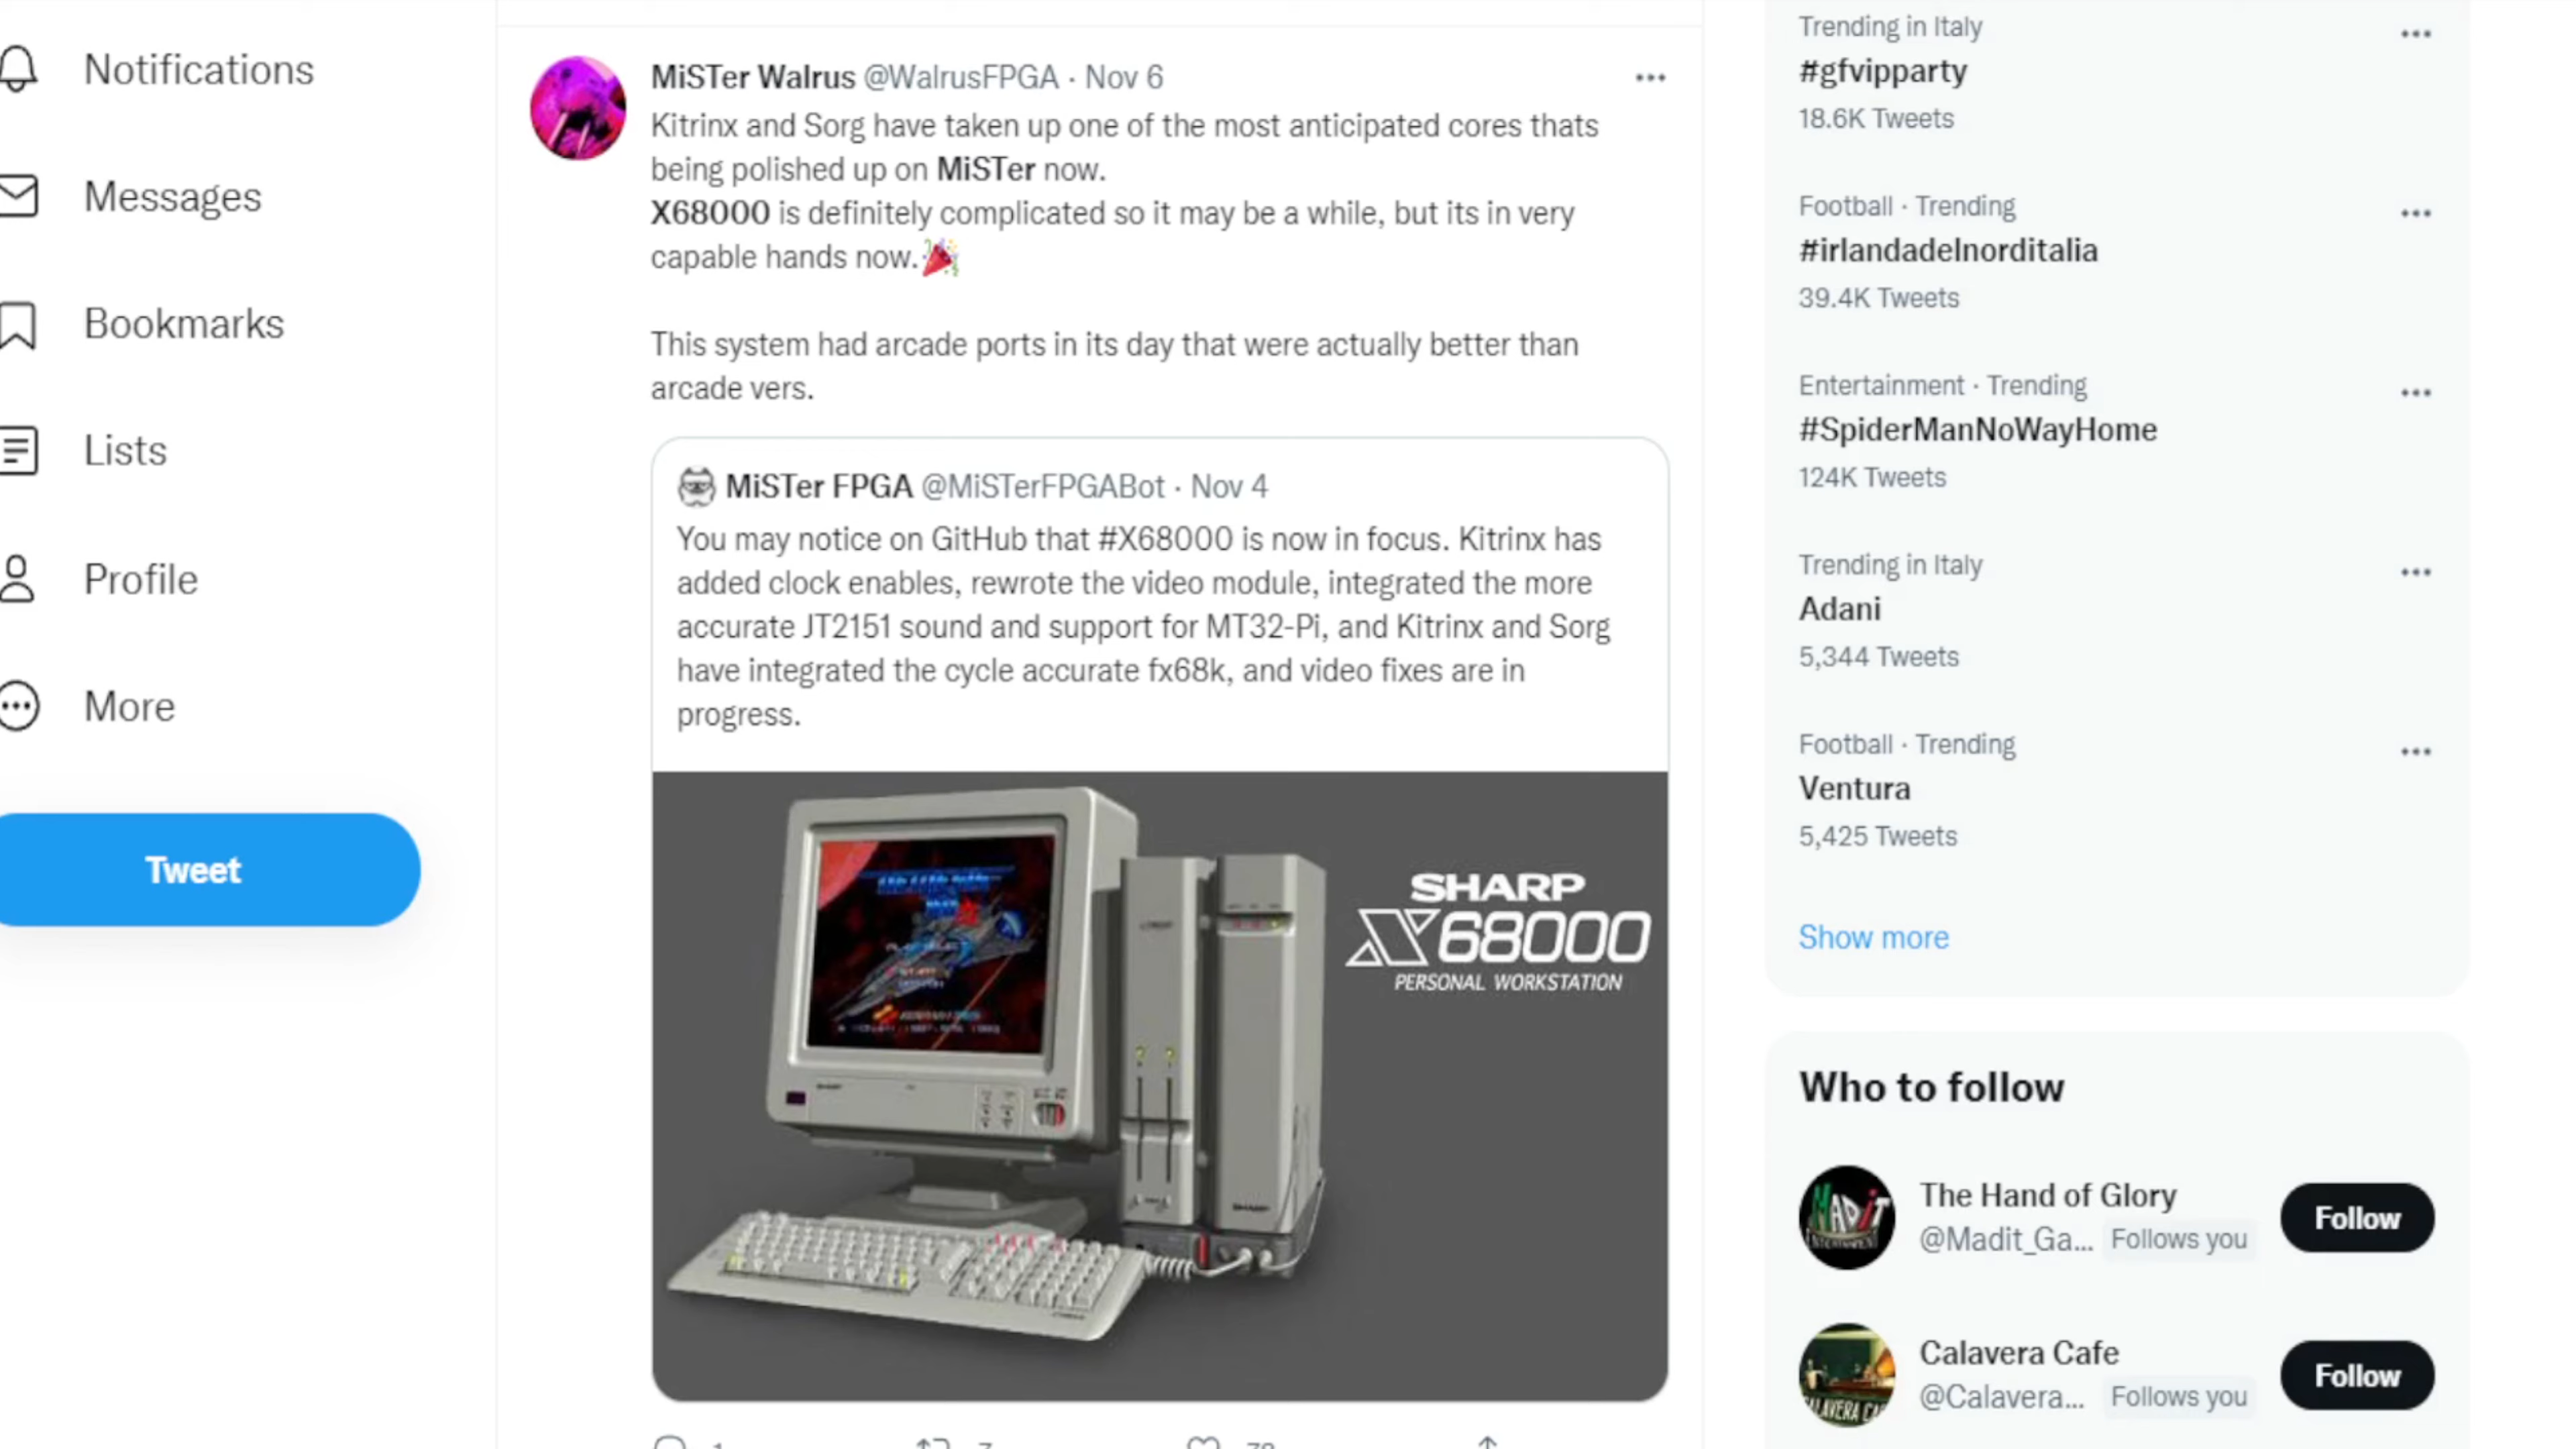 Notifications
Messages
Bookmarks
Lists
Profile
More
Tweet
MiSTer Walrus @WalrusFPGA · Nov 6
Kitrinx and Sorg have taken up one of the most anticipated cores thats
being polished up on MiSTer now.
X68000 is definitely complicated so it may be a while, but its in very
capable hands now.🎉
This system had arcade ports in its day that were actually better than
arcade vers.
MiSTer FPGA @MiSTerFPGABot · Nov 4
You may notice on GitHub that #X68000 is now in focus. Kitrinx has
added clock enables, rewrote the video module, integrated the more
accurate JT2151 sound and support for MT32-Pi, and Kitrinx and Sorg
have integrated the cycle accurate fx68k, and video fixes are in
progress.
SHARP
X68000
PERSONAL WORKSTATION
Trending in Italy
#gfvipparty
18.6K Tweets
Football · Trending
#irlandadelnorditalia
39.4K Tweets
Entertainment · Trending
#SpiderManNoWayHome
124K Tweets
Trending in Italy
Adani
5,344 Tweets
Football · Trending
Ventura
5,425 Tweets
Show more
Who to follow
MADiT
The Hand of Glory
@Madit_Ga... Follows you
Follow
Calavera Cafe
@Calavera... Follows you
Follow